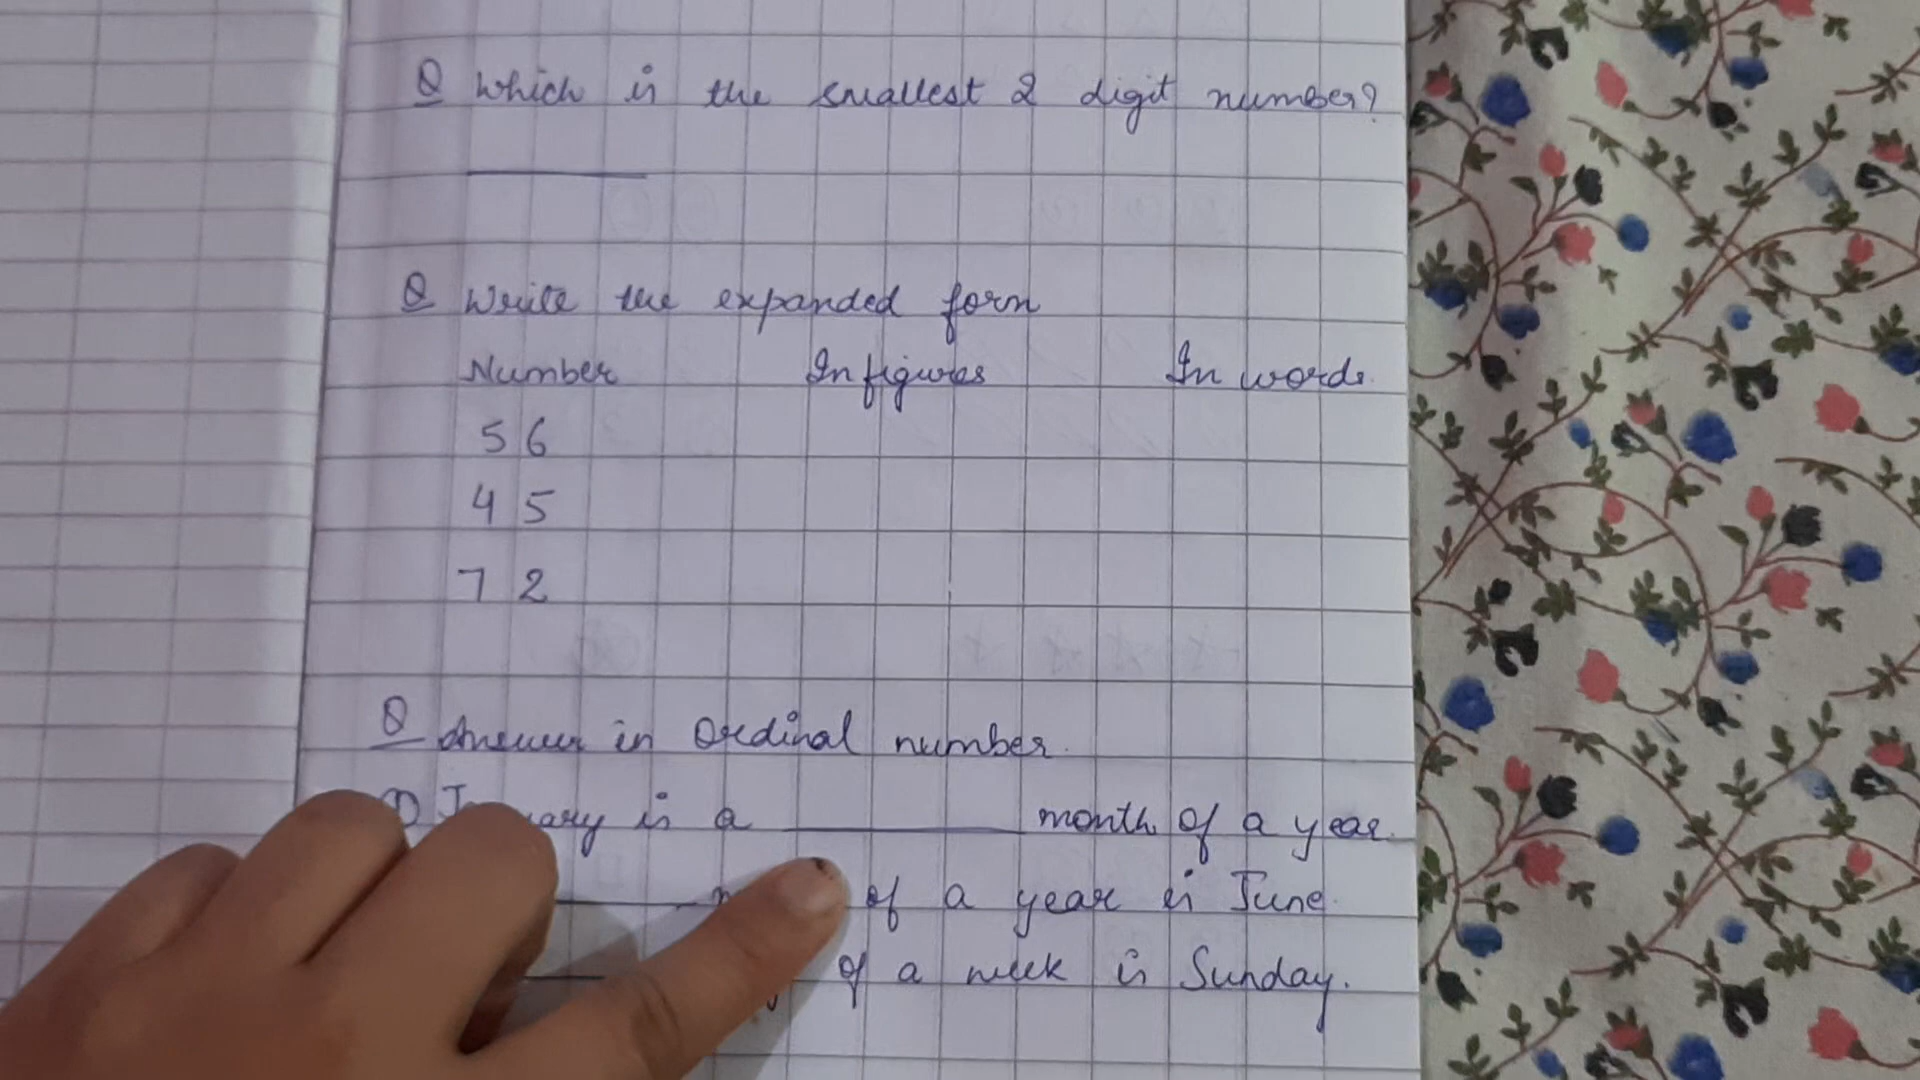 Q Which is the smallest 2 digit number?
Q Write the expanded form
Number In figures In words.
56
45
72
Q Answer in Ordinal number.
is a ________ month of a year.
of a year is June.
of a week is Sunday.